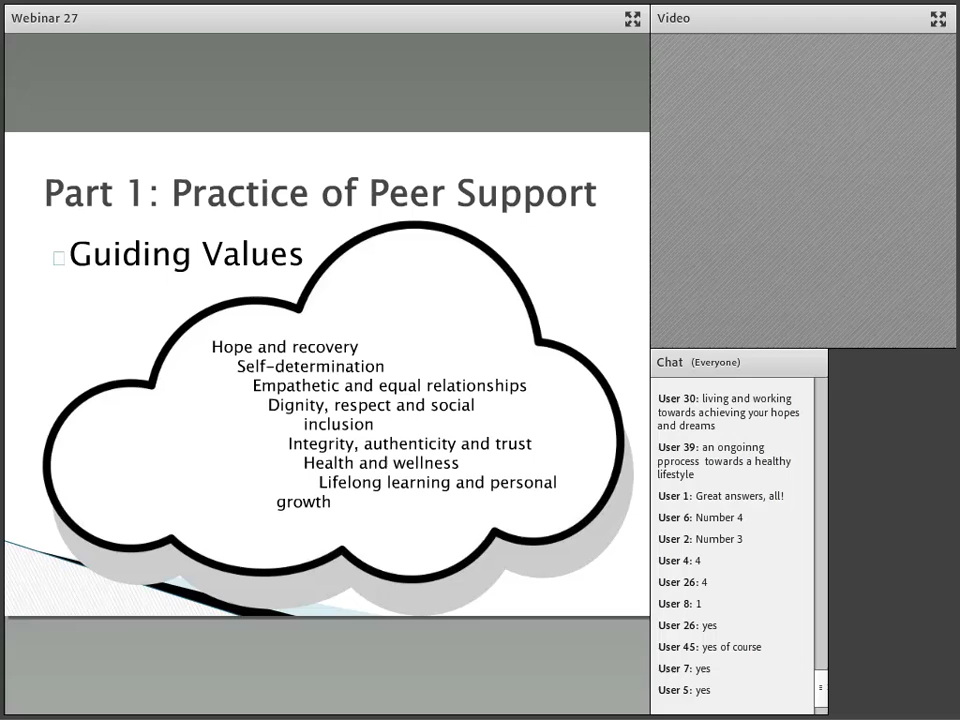 Webinar 27
Video
Part 1: Practice of Peer Support
Guiding Values
Hope and recovery
Self-determination
Empathetic and equal relationships
Dignity, respect and social
inclusion
Integrity, authenticity and trust
Health and wellness
Lifelong learning and personal
growth
Chat (Everyone)
User 30: living and working
towards achieving your hopes
and dreams
User 39: an ongoinng
pprocess towards a healthy
lifestyle
User 1: Great answers, all!
User 6: Number 4
User 2: Number 3
User 4: 4
User 26: 4
User 8: 1
User 26: yes
User 45: yes of course
User 7: yes
User 5: yes